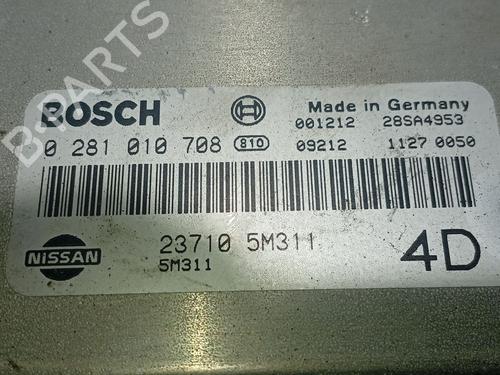 B-PARTS
BOSCH
Made in Germany
0 281 010 708 810
001212 28SA4953
09212 1127 0050
NISSAN
23710 5M311
5M311
4D